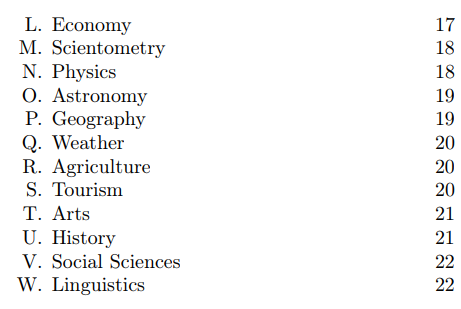 L. Economy 17
M. Scientometry 18
N. Physics 18
O. Astronomy 19
P. Geography 19
Q. Weather 20
R. Agriculture 20
S. Tourism 20
T. Arts 21
U. History 21
V. Social Sciences 22
W. Linguistics 22